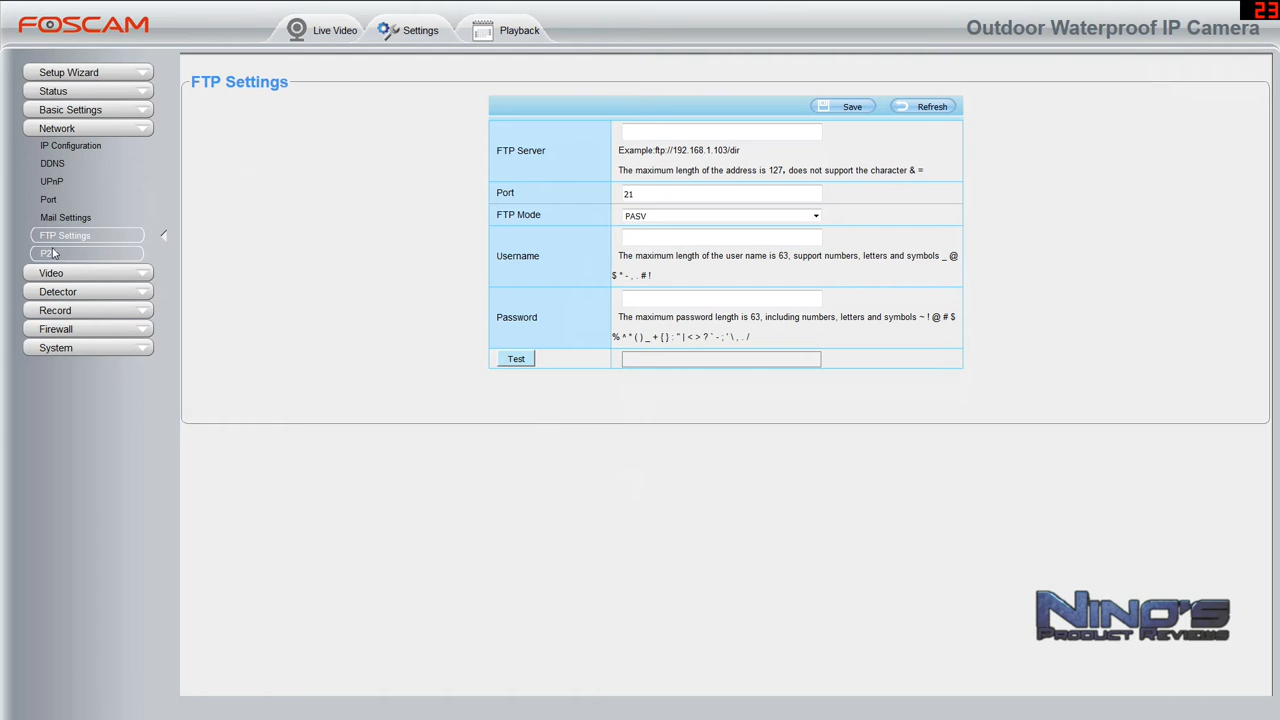 FOSCAM
Live Video
Settings
Playback
Outdoor Waterproof IP Camera
23
Setup Wizard
Status
Basic Settings
Network
IP Configuration
DDNS
UPnP
Port
Mail Settings
FTP Settings
Video
Detector
Record
Firewall
System
FTP Settings
Save
Refresh
FTP Server
Example:ftp://192.168.1.103/dir
The maximum length of the address is 127, does not support the character & =
Port
21
FTP Mode
PASV
Username
The maximum length of the user name is 63, support numbers, letters and symbols _ @
$ * - , . # !
Password
The maximum password length is 63, including numbers, letters and symbols ~ ! @ # $
% ^ * ( ) _ + { } : " | < > ? ` - ; ' \ , . /
Test
NINO'S
PRODUCT REVIEWS